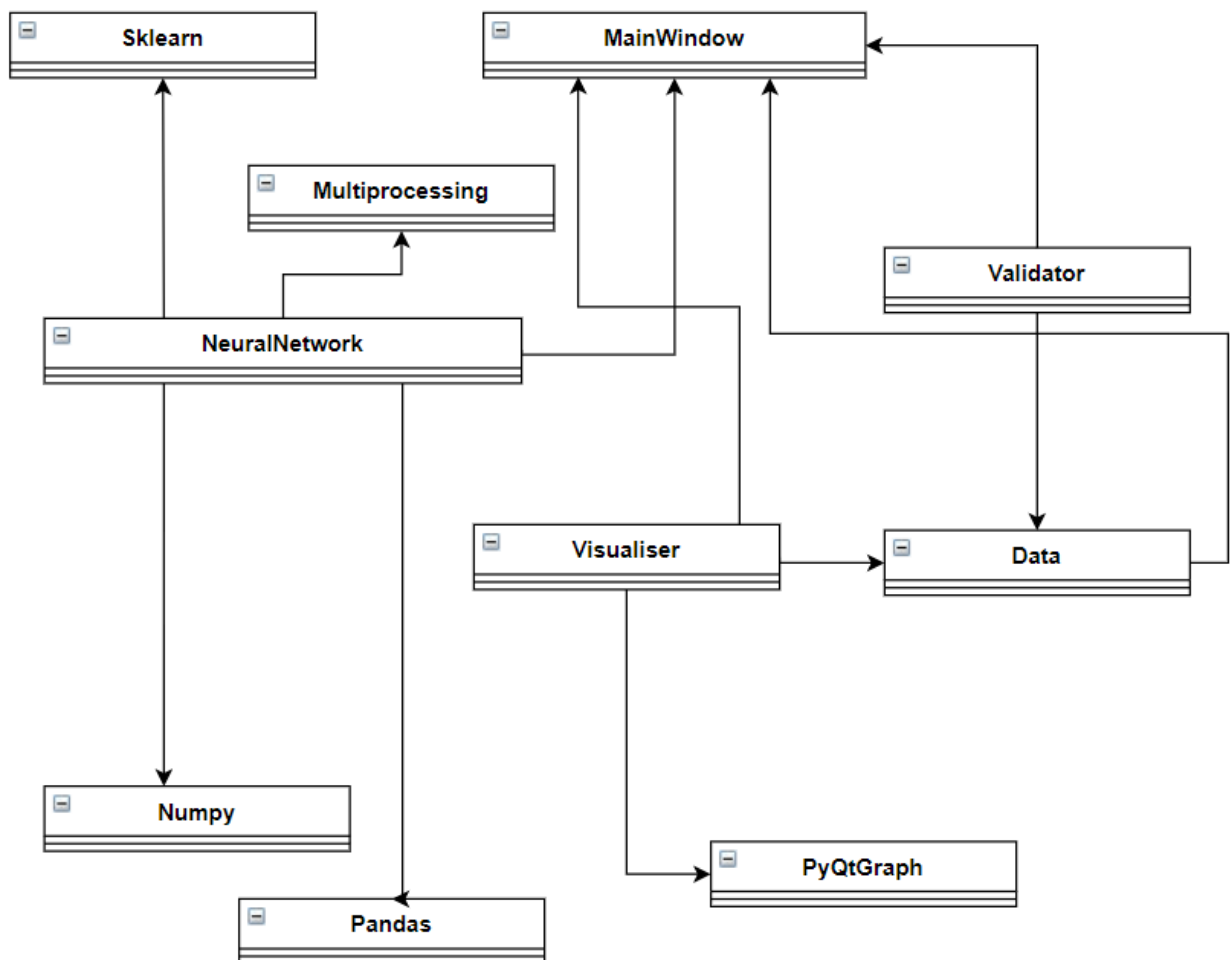 Sklearn
MainWindow
Multiprocessing
Validator
NeuralNetwork
Visualiser
Data
Numpy
PyQtGraph
Pandas